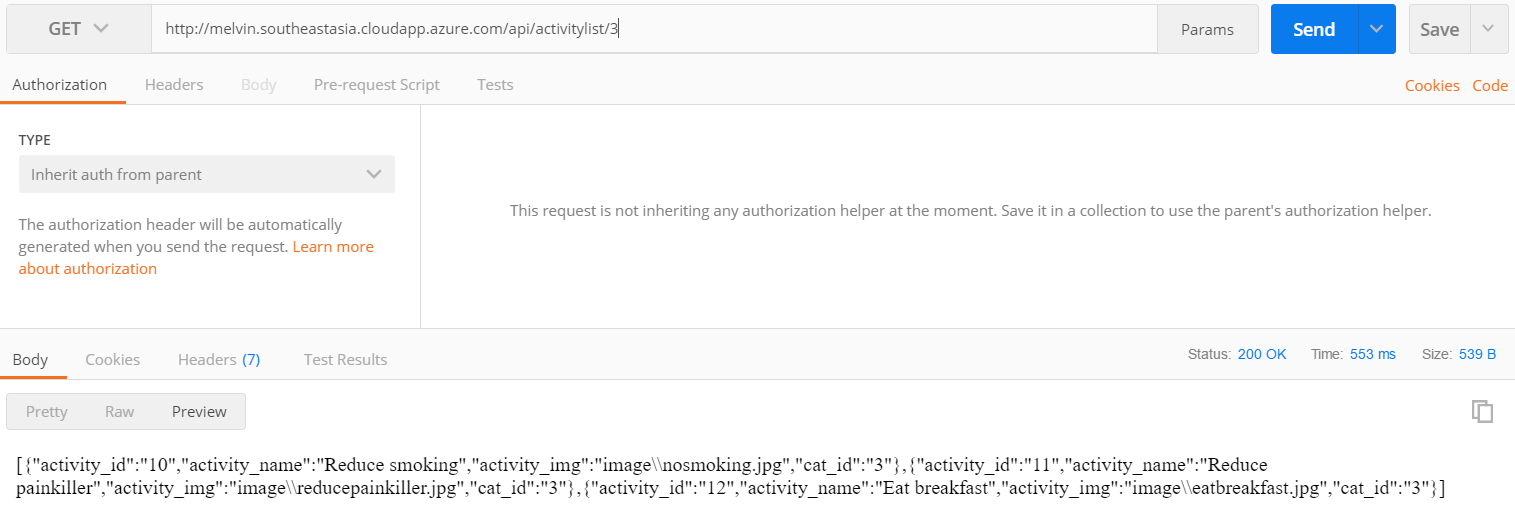 GET http://melvin.southeastasia.cloudapp.azure.com/api/activitylist/3 Params Send Save
Authorization Headers Body Pre-request Script Tests Cookies Code
TYPE
Inherit auth from parent
The authorization header will be automatically
generated when you send the request. Learn more
about authorization
This request is not inheriting any authorization helper at the moment. Save it in a collection to use the parent's authorization helper.
Body Cookies Headers (7) Test Results Status: 200 OK Time: 553 ms Size: 539 B
Pretty Raw Preview
[{"activity_id":"10","activity_name":"Reduce smoking","activity_img":"image\\nosmoking.jpg","cat_id":"3"},{"activity_id":"11","activity_name":"Reduce
painkiller","activity_img":"image\\reducepainkiller.jpg","cat_id":"3"},{"activity_id":"12","activity_name":"Eat breakfast","activity_img":"image\\eatbreakfast.jpg","cat_id":"3"}]